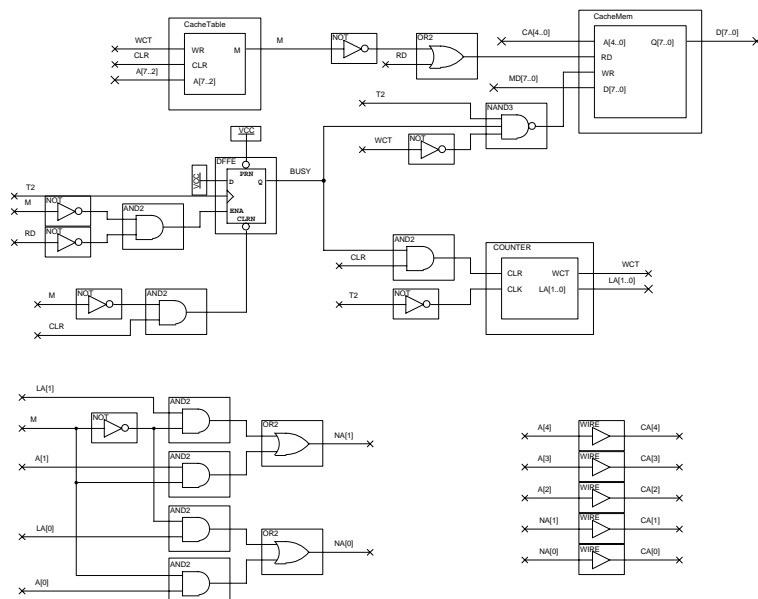 CacheTable
WCT
CLR
A[7..2]
WR
CLR
A[7..2]
M
M
NOT
OR2
RD
CacheMem
CA[4..0]
MD[7..0]
A[4..0]
RD
WR
D[7..0]
Q[7..0]
D[7..0]
T2
NAND3
WCT
NOT
VCC
DFFE
VCC
PRN
D
Q
ENA
CLRN
BUSY
T2
M
NOT
RD
NOT
AND2
M
NOT
CLR
AND2
AND2
CLR
T2
NOT
COUNTER
CLR
CLK
WCT
LA[1..0]
WCT
LA[1..0]
LA[1]
M
NOT
AND2
A[1]
AND2
OR2
NA[1]
LA[0]
AND2
A[0]
AND2
OR2
NA[0]
A[4]
WIRE
CA[4]
A[3]
WIRE
CA[3]
A[2]
WIRE
CA[2]
NA[1]
WIRE
CA[1]
NA[0]
WIRE
CA[0]